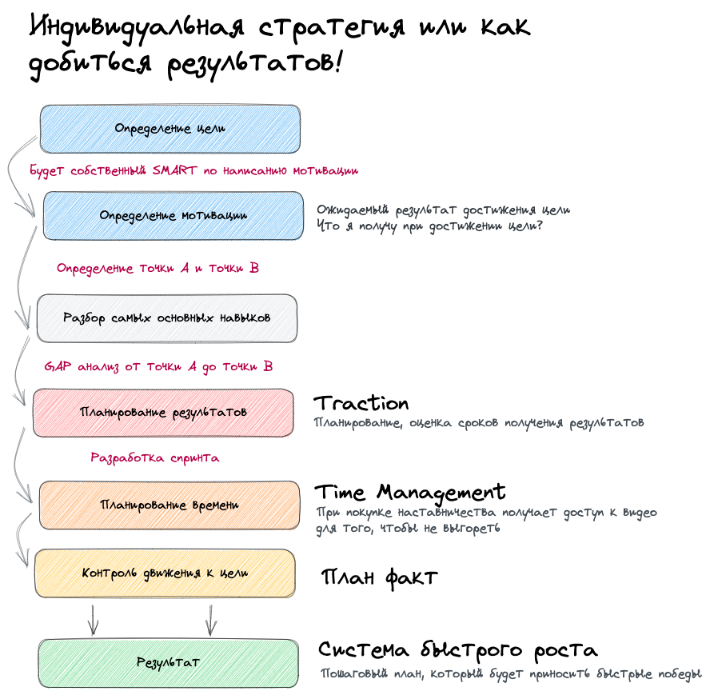 Индивидуальная стратегия или как
добиться результатов!
Определение цели
Будет собственный SMART по написанию мотивации
Определение мотивации
Ожидаемый результат достижения цели
Что я получу при достижении цели?
Определение точки А и точки В
Разбор самых основных навыков
GAP анализ от точки А до точки В
Планирование результатов
Traction
Планирование, оценка сроков получения результатов
Разработка спринта
Планирование времени
Time Management
При покупке наставничества получает доступ к видео
для того, чтобы не выгореть
Контроль движения к цели
План факт
Результат
Система быстрого роста
Пошаговый план, который будет приносить быстрые победы